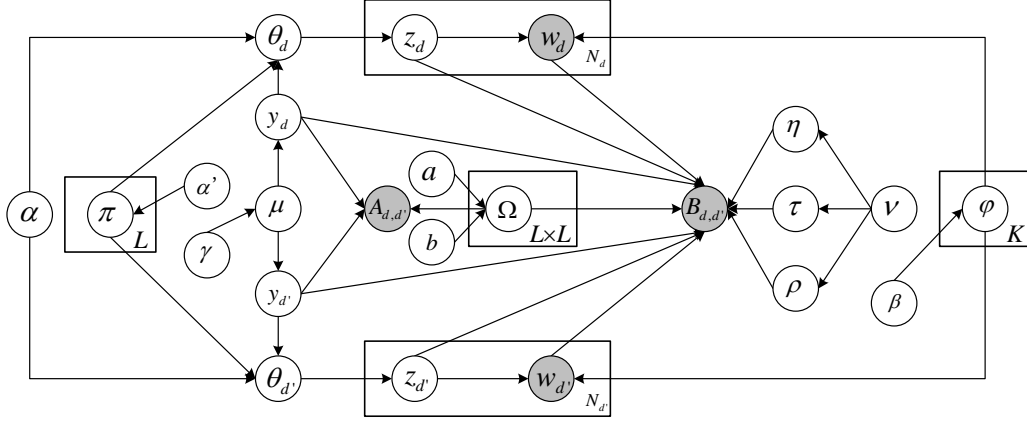 θ_d z_d w_d N_d
y_d η
α π L α' μ γ a b A_{d,d'} Ω L×L B_{d,d'} τ ν φ K
y_{d'} ρ β
θ_{d'} z_{d'} w_{d'} N_{d'}